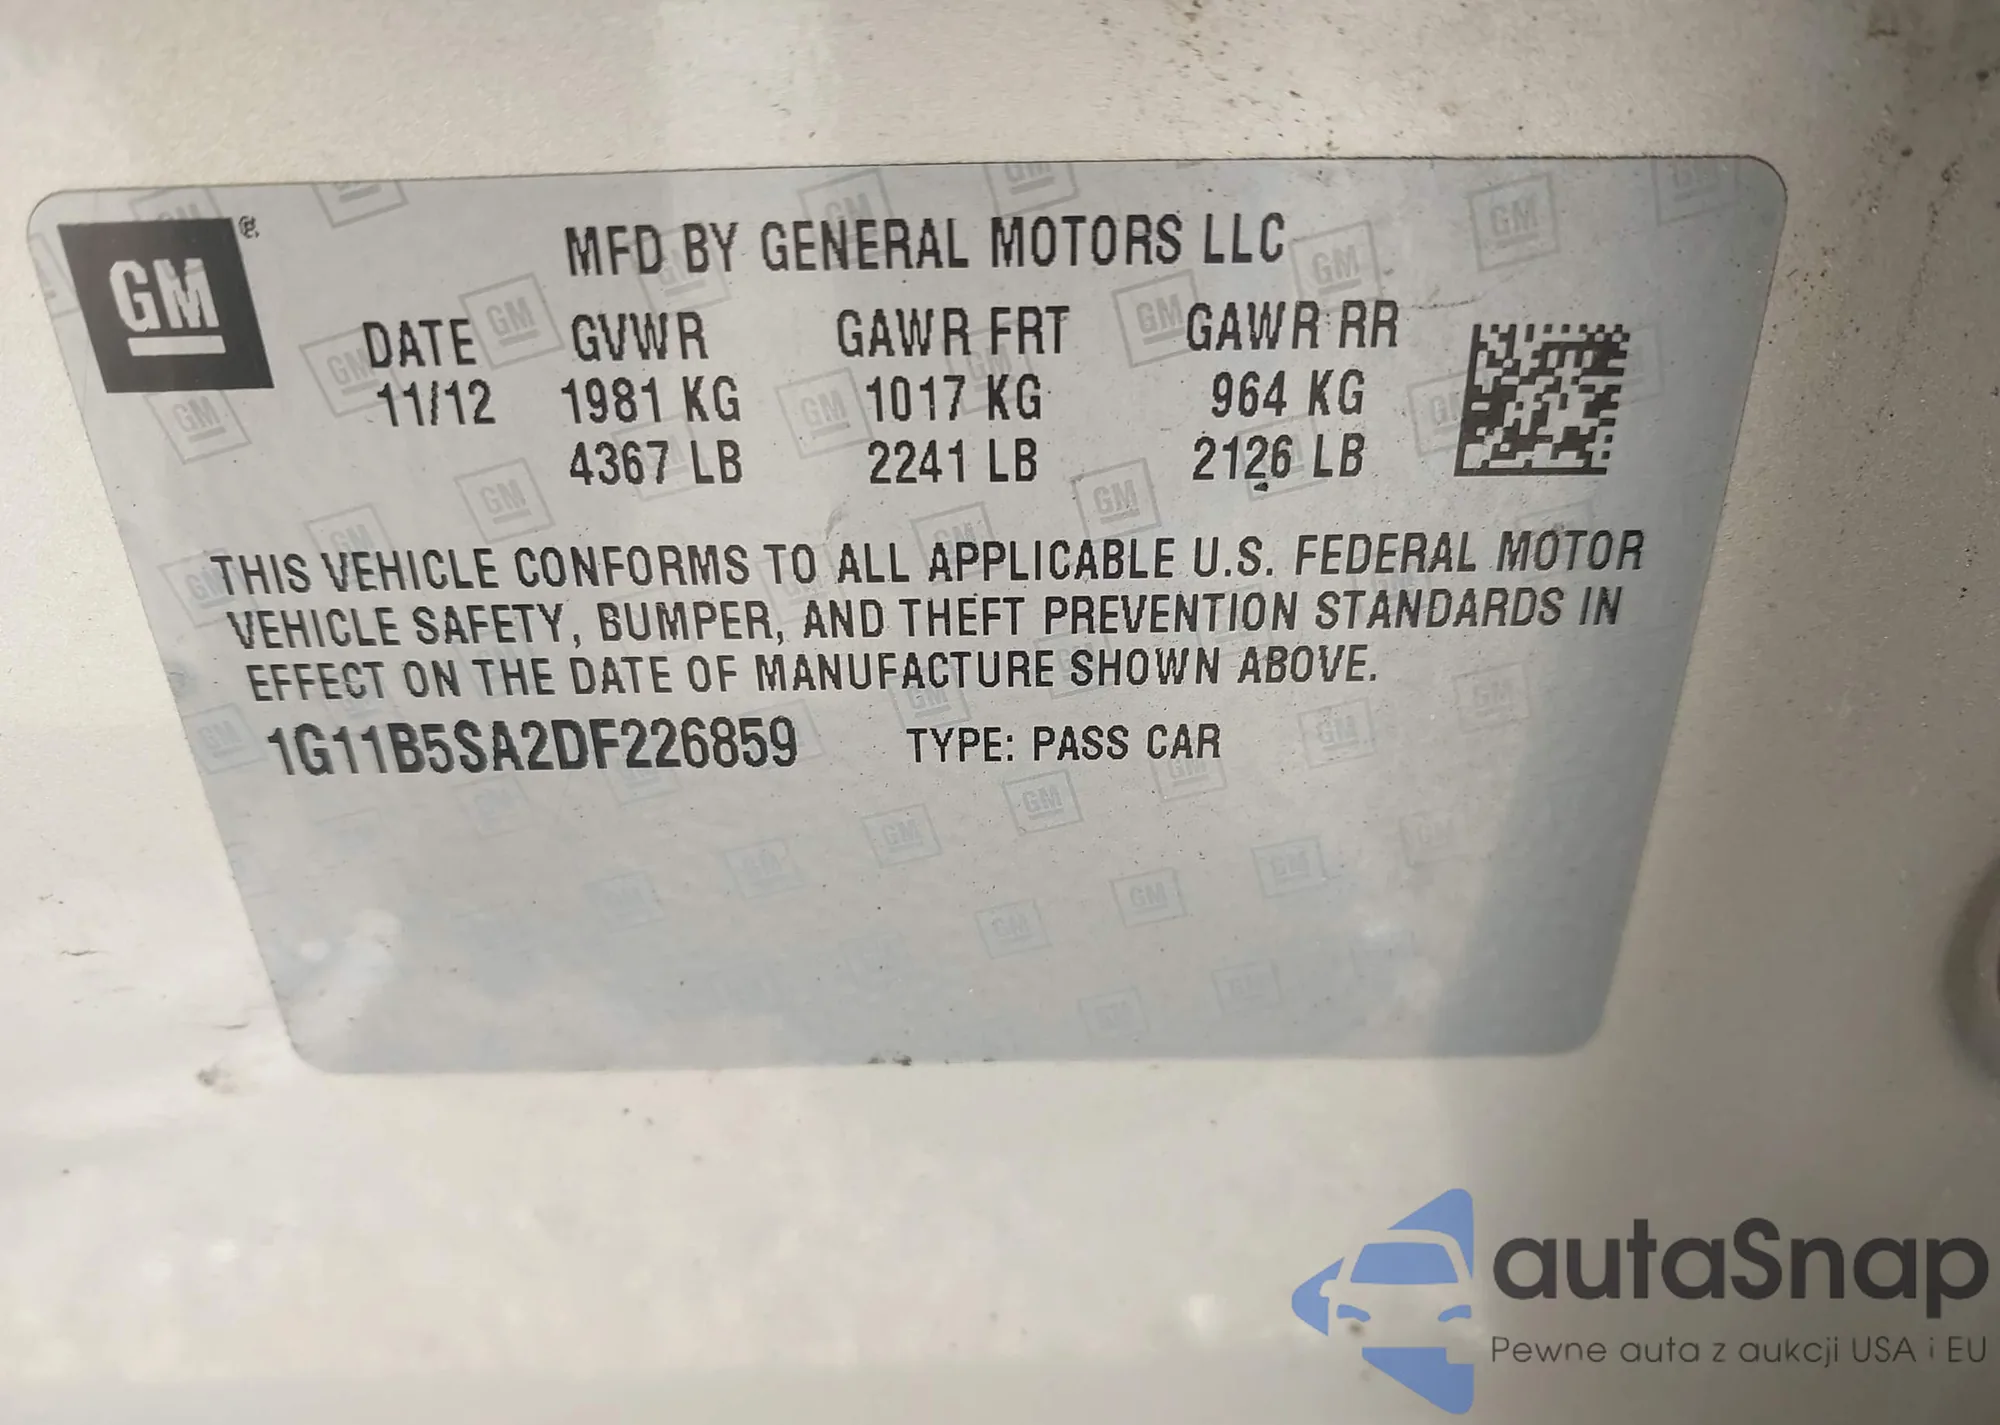 GM ®
MFD BY GENERAL MOTORS LLC
DATE GVWR GAWR FRT GAWR RR
11/12 1981 KG 1017 KG 964 KG
4367 LB 2241 LB 2126 LB
THIS VEHICLE CONFORMS TO ALL APPLICABLE U.S. FEDERAL MOTOR
VEHICLE SAFETY, BUMPER, AND THEFT PREVENTION STANDARDS IN
EFFECT ON THE DATE OF MANUFACTURE SHOWN ABOVE.
1G11B5SA2DF226859 TYPE: PASS CAR
autaSnap
Pewne auta z aukcji USA i EU